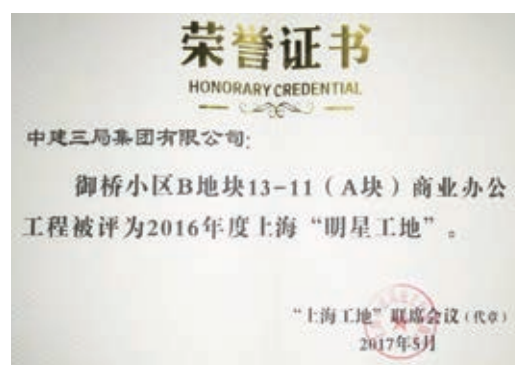 荣誉证书
HONORARY CREDENTIAL
中建三局集团有限公司:
御桥小区B地块13-11（A块）商业办公
工程被评为2016年度上海“明星工地”。
“上海工地”联席会议(代章)
2017年5月